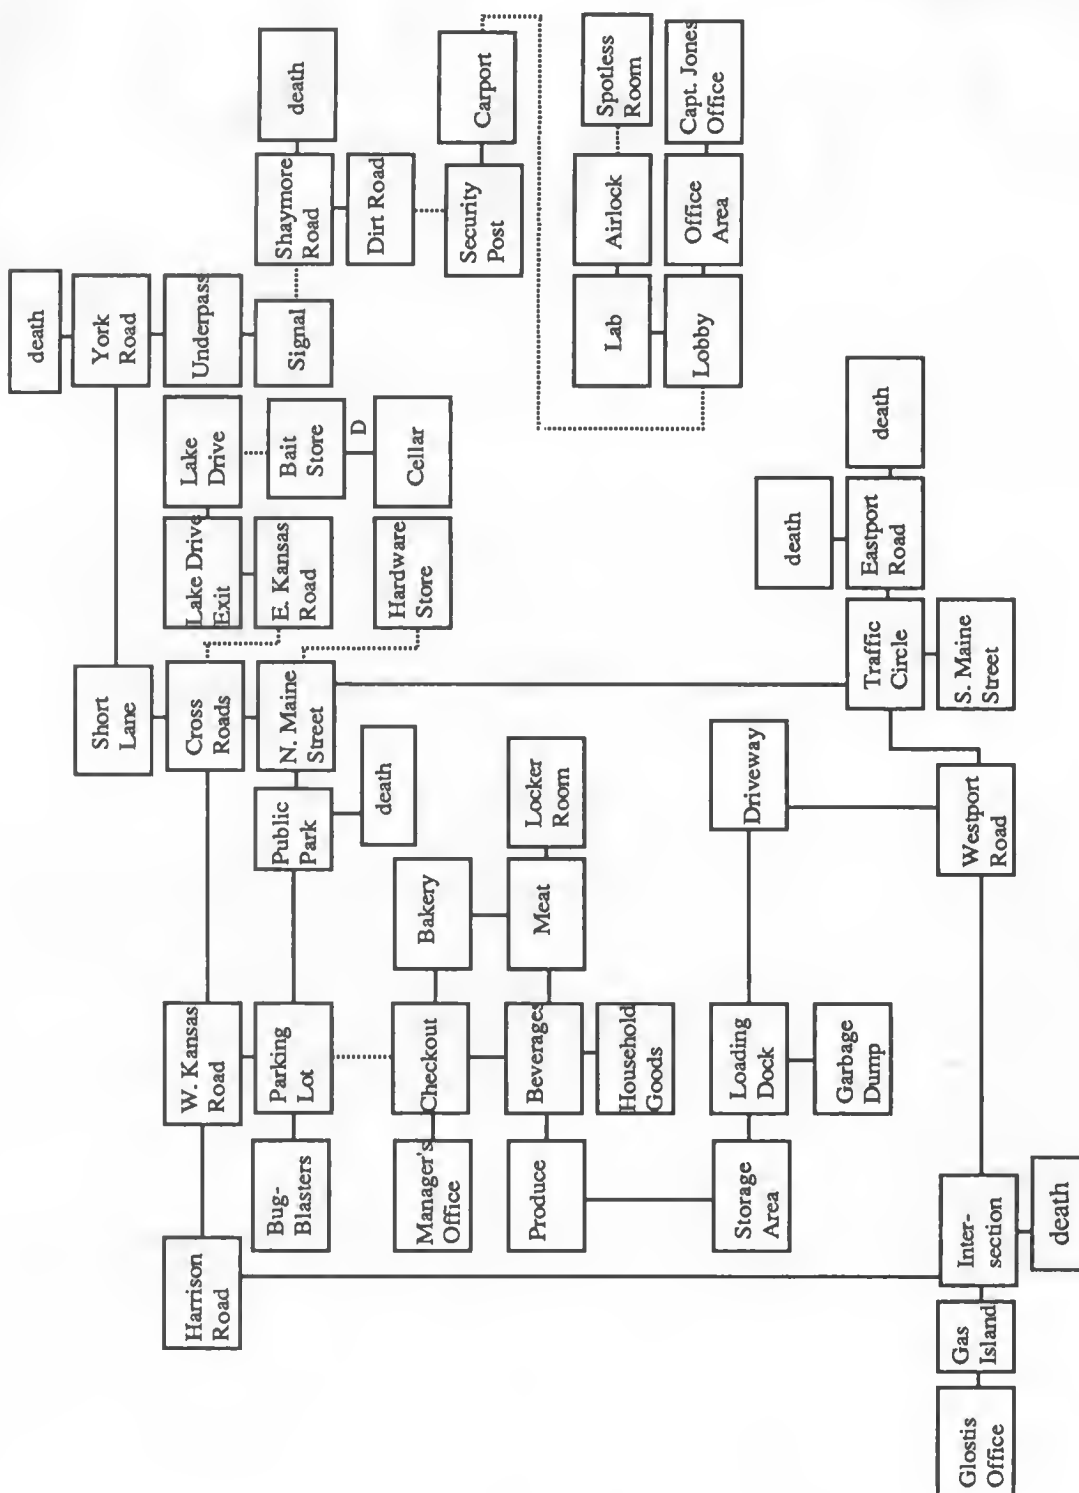 death
Short
Lane
York
Road
Harrison
Road
W. Kansas
Road
Cross
Roads
Lake Drive
Exit
Lake
Drive
Underpass
Bug-
Blasters
Parking
Lot
Public
Park
N. Maine
Street
E. Kansas
Road
Bait
Store
Signal
Shaymore
Road
death
death
Hardware
Store
D
Cellar
Dirt Road
Manager's
Office
Checkout
Bakery
Security
Post
Carport
Produce
Beverages
Meat
Locker
Room
Household
Goods
Lab
Airlock
Spotless
Room
Lobby
Office
Area
Capt. Jones
Office
Storage
Area
Loading
Dock
Driveway
death
Garbage
Dump
Traffic
Circle
Eastport
Road
death
Glostis
Office
Gas
Island
Inter-
section
Westport
Road
S. Maine
Street
death